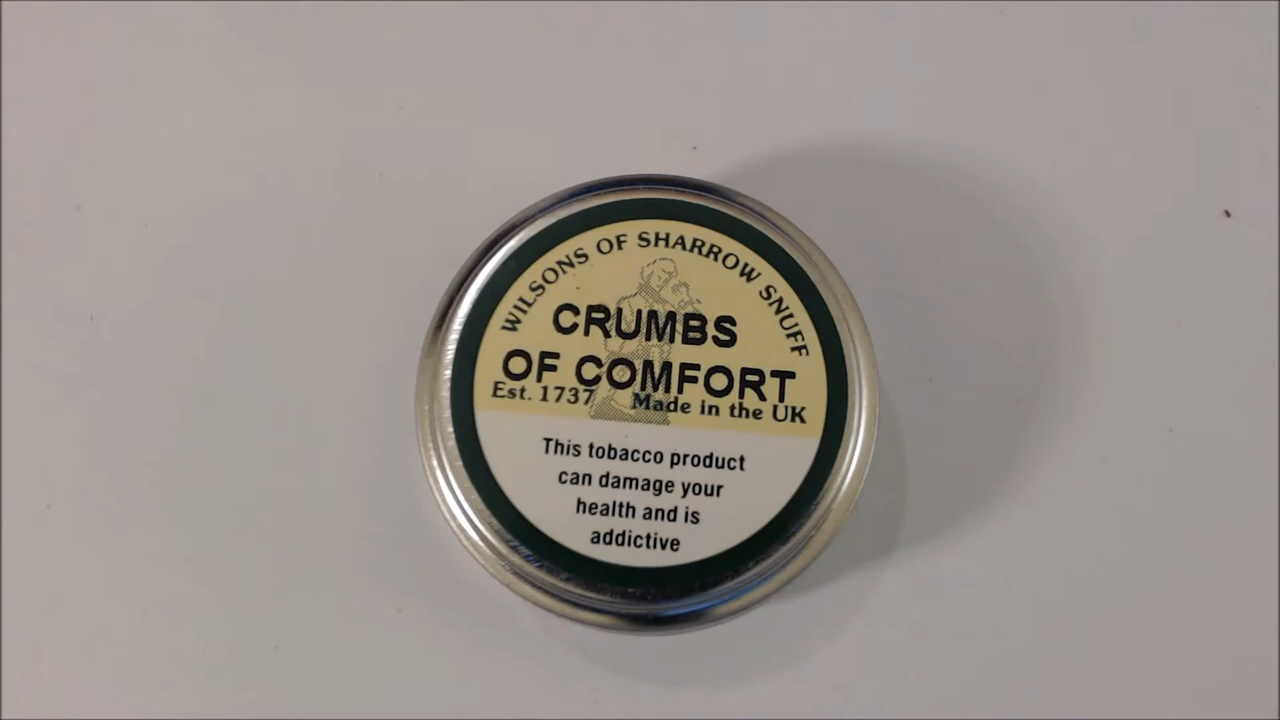 WILSONS OF SHARROW SNUFF
CRUMBS
OF COMFORT
Est. 1737 Made in the UK
This tobacco product
can damage your
health and is
addictive